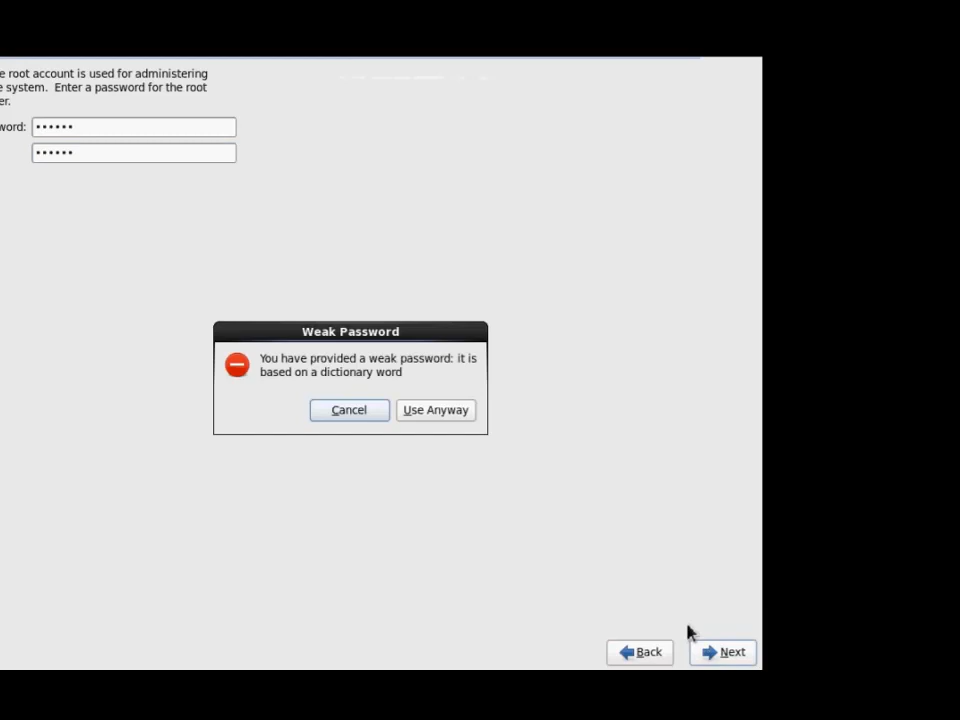 e root account is used for administering
e system. Enter a password for the root
er.
word: ••••••
••••••
Weak Password
You have provided a weak password: it is
based on a dictionary word
Cancel Use Anyway
Back Next